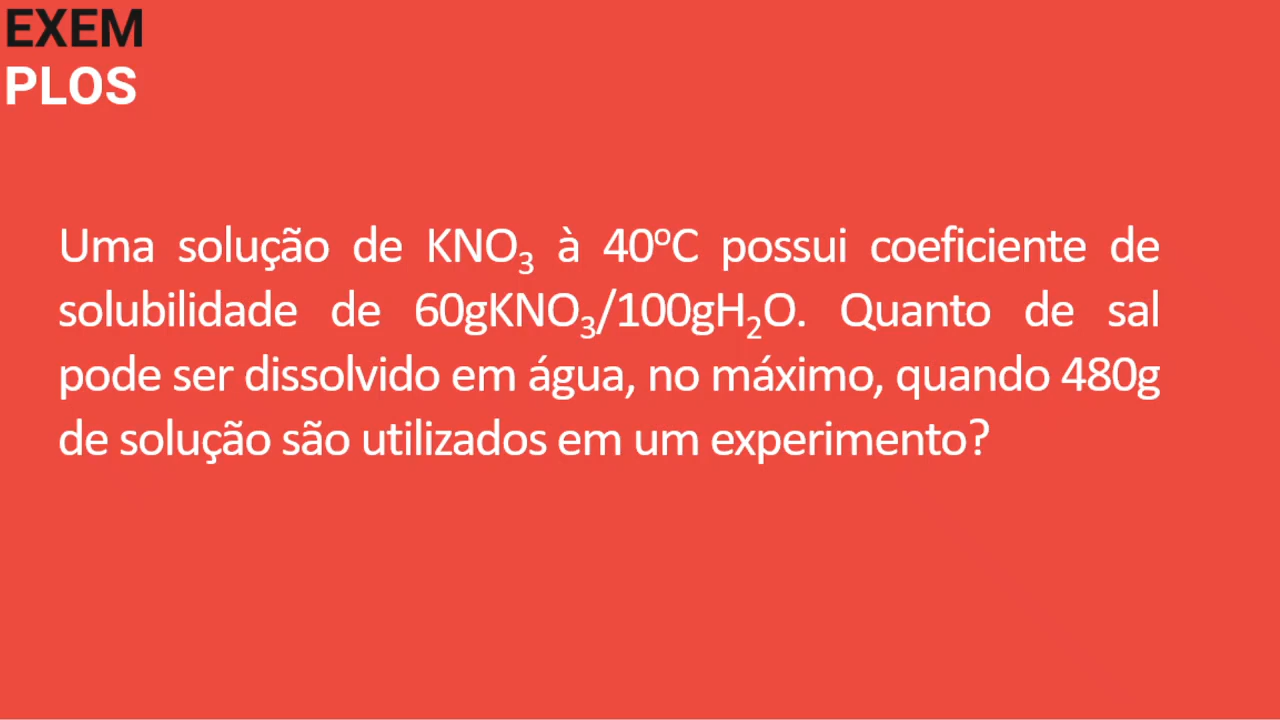 EXEM
PLOS
Uma solução de KNO₃ à 40ºC possui coeficiente de
solubilidade de 60gKNO₃/100gH₂O. Quanto de sal
pode ser dissolvido em água, no máximo, quando 480g
de solução são utilizados em um experimento?